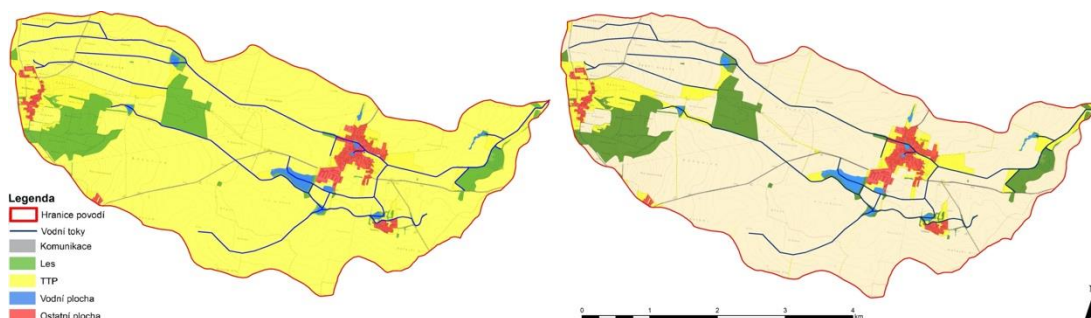 Legenda
Hranice povodí
Vodní toky
Komunikace
Les
TTP
Vodní plocha
Ostatní plocha
0 1 2 3 4
km